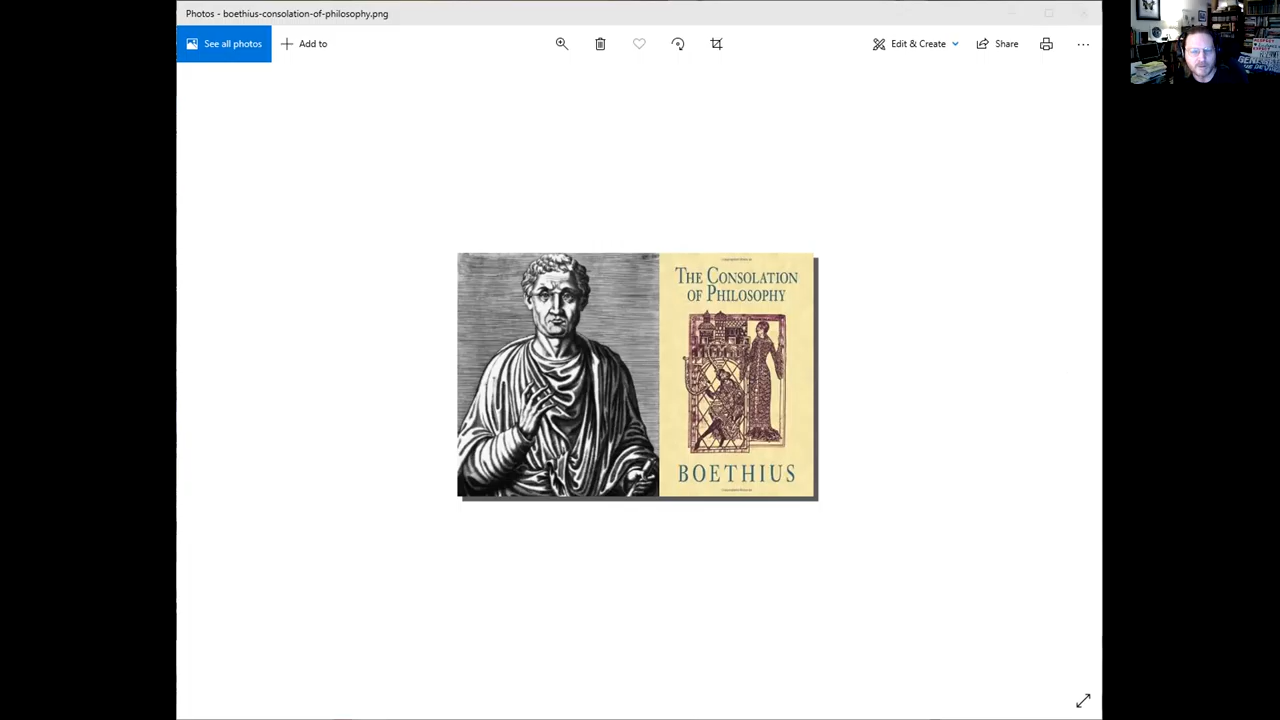 Photos - boethius-consolation-of-philosophy.png
See all photos
Add to
Edit & Create
Share
THE CONSOLATION
OF PHILOSOPHY
BOETHIUS